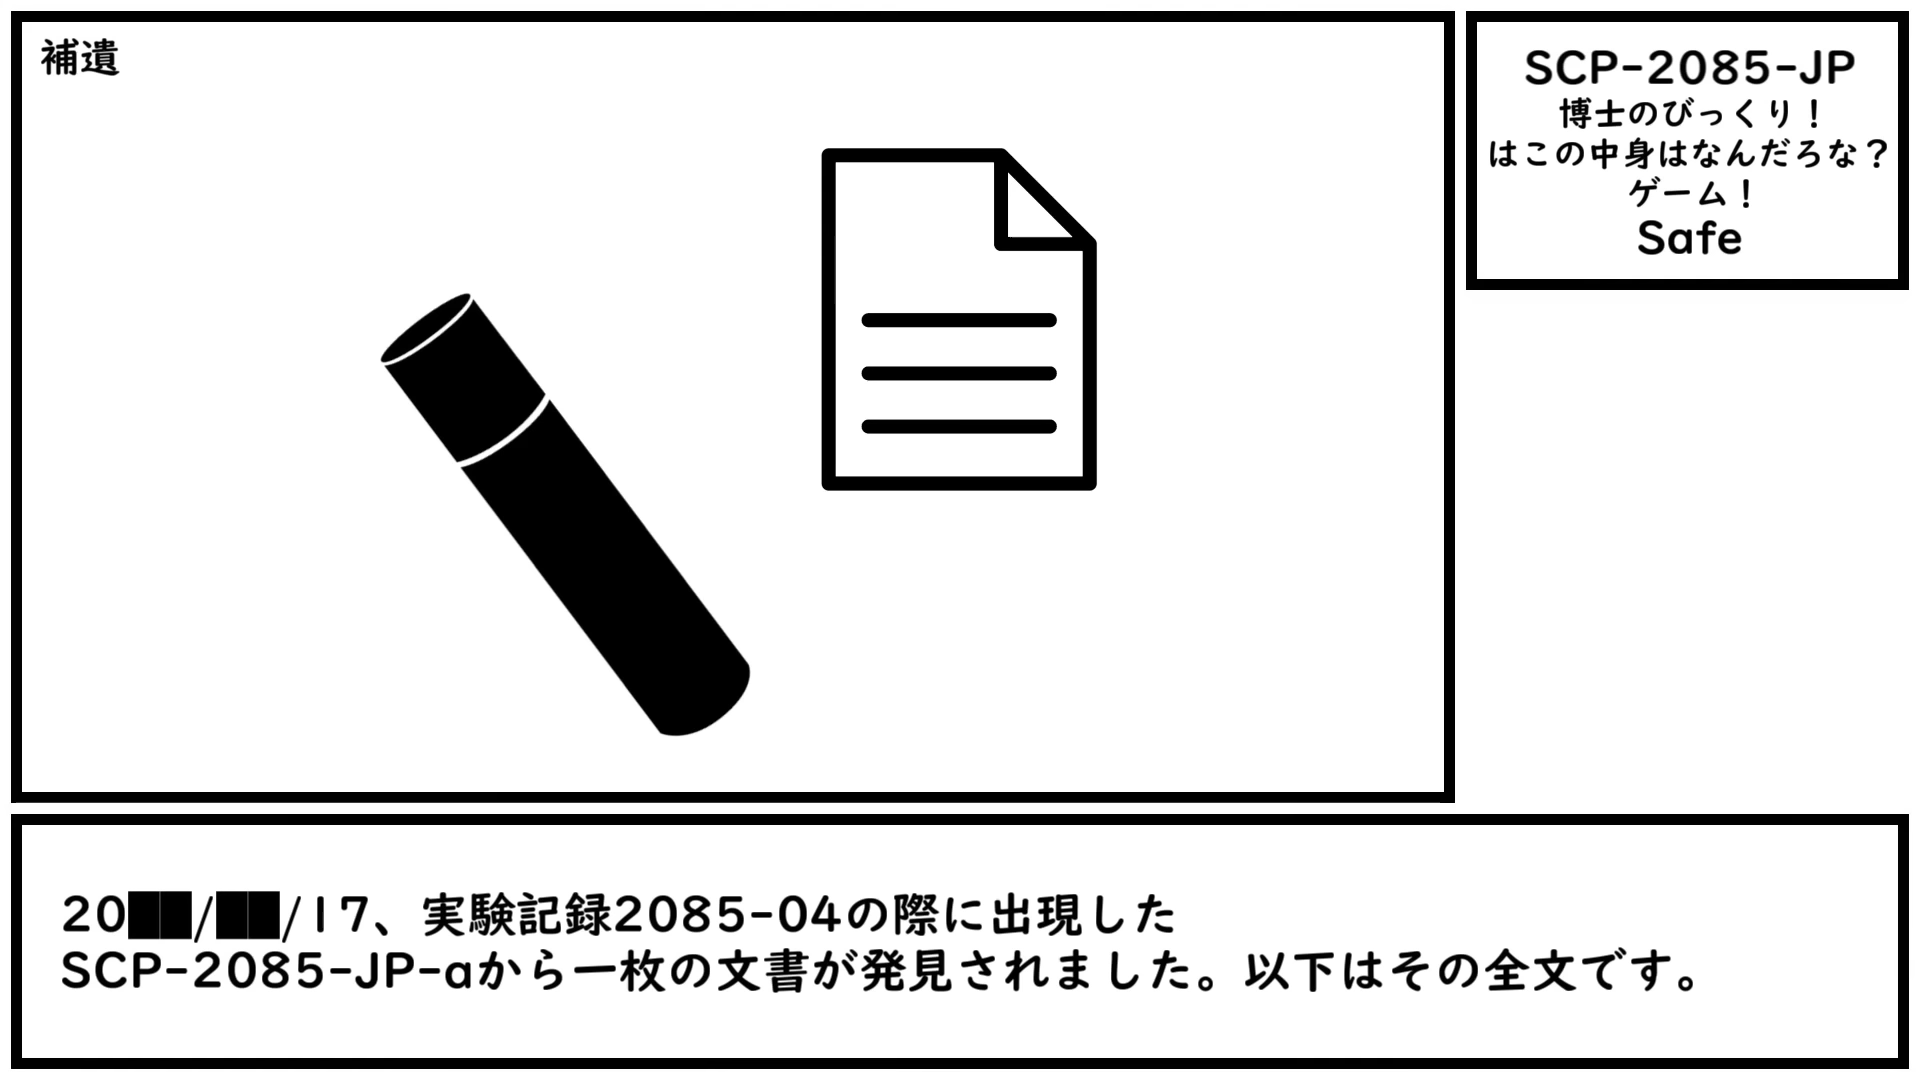 補遺
SCP-2085-JP
博士のびっくり！
はこの中身はなんだろな？
ゲーム！
Safe
20██/██/17、実験記録2085-04の際に出現した
SCP-2085-JP-aから一枚の文書が発見されました。以下はその全文です。